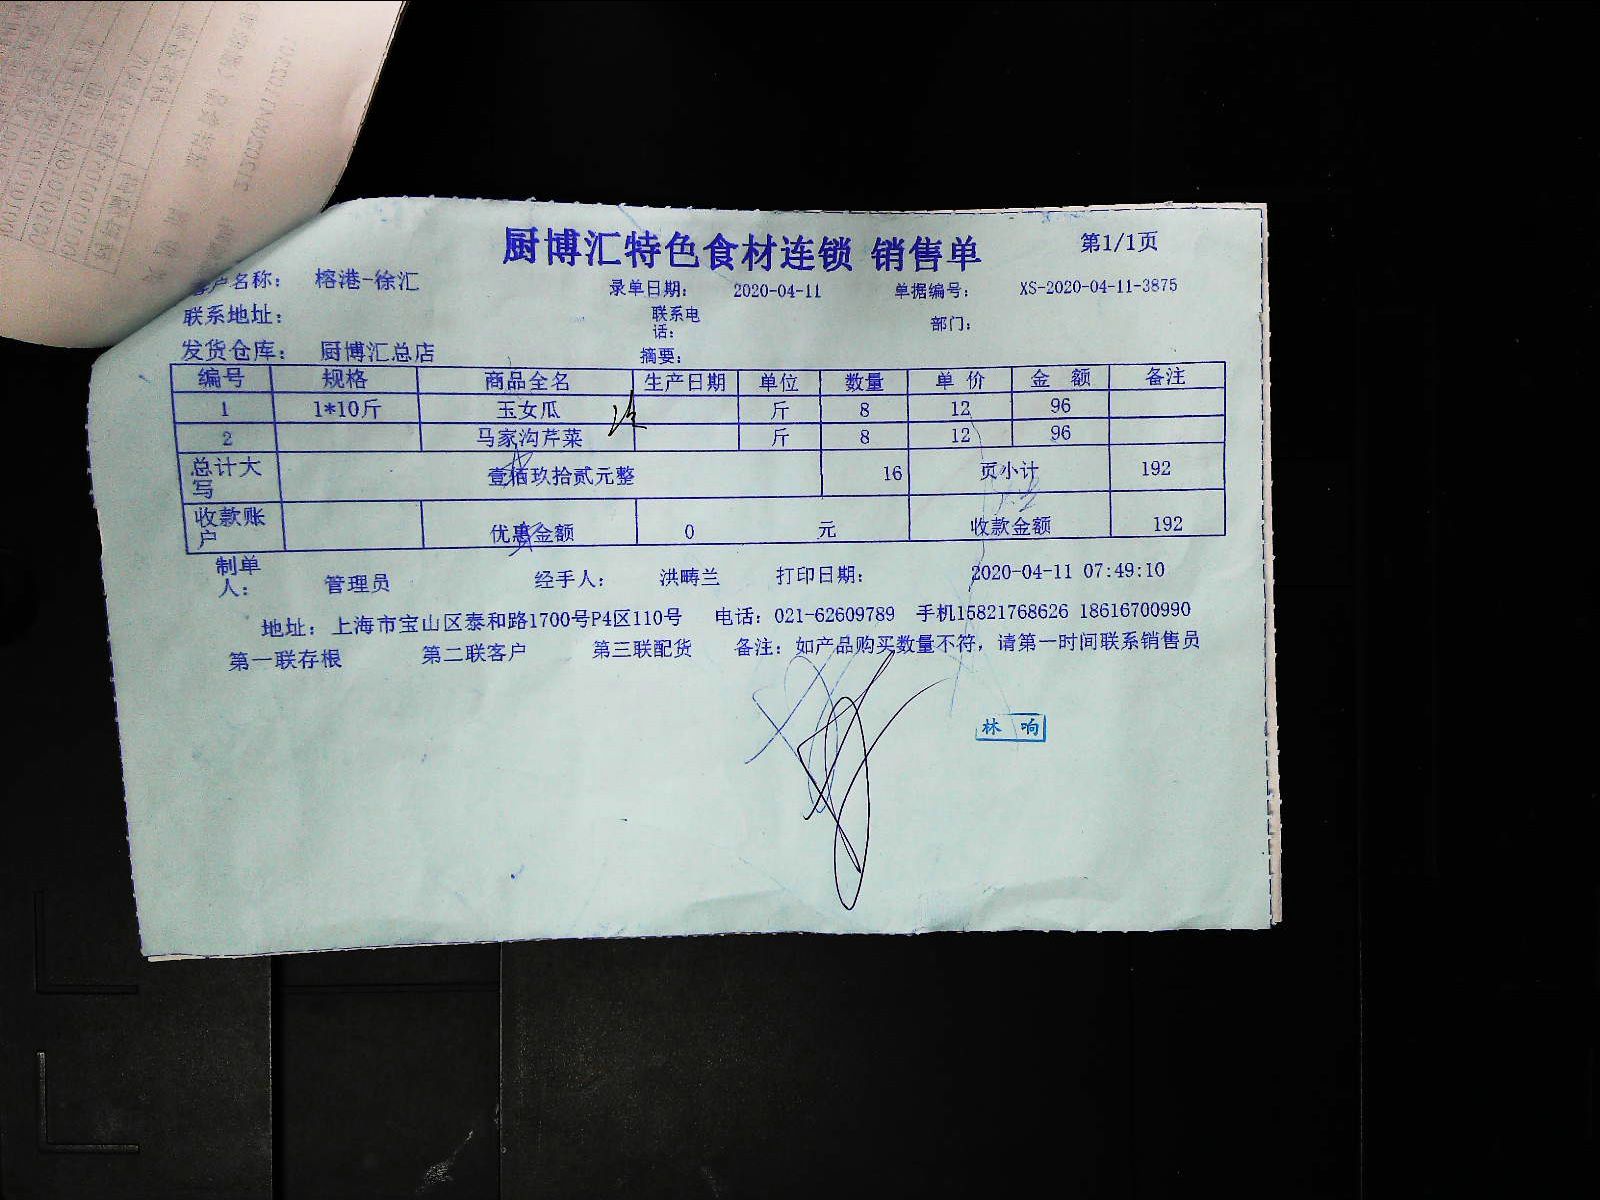 厨博汇特色食材连锁 销售单 第1/1页
客户名称: 榕港-徐汇 录单日期: 2020-04-11 单据编号: XS-2020-04-11-3875
联系地址: 联系电话: 部门:
发货仓库: 厨博汇总店 摘要:
编号 规格 商品全名 生产日期 单位 数量 单价 金额 备注
1 1*10斤 玉女瓜 斤 8 12 96
2 马家沟芹菜 斤 8 12 96
总计大写 壹佰玖拾贰元整 16 页小计 192
收款账户 优惠金额 0 元 收款金额 192
制单人: 管理员 经手人: 洪畴兰 打印日期: 2020-04-11 07:49:10
地址: 上海市宝山区泰和路1700号P4区110号 电话: 021-62609789 手机15821768626 18616700990
第一联存根 第二联客户 第三联配货 备注: 如产品购买数量不符, 请第一时间联系销售员
林 响